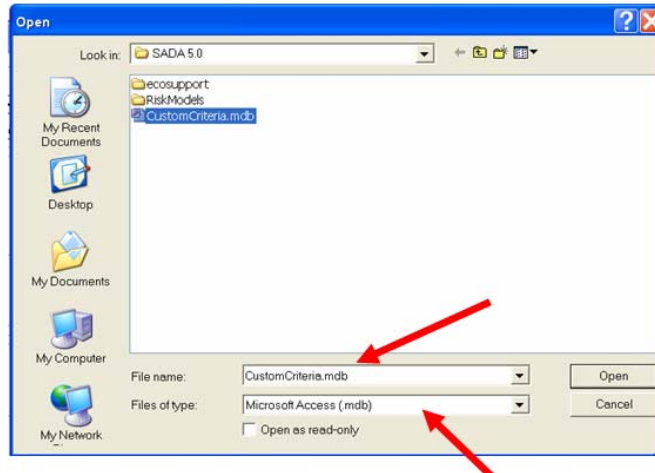 Open
Look in: SADA 5.0
ecosupport
RiskModels
CustomCriteria.mdb
My Recent
Documents
Desktop
My Documents
My Computer
My Network
File name: CustomCriteria.mdb Open
Files of type: Microsoft Access (.mdb) Cancel
Open as read-only